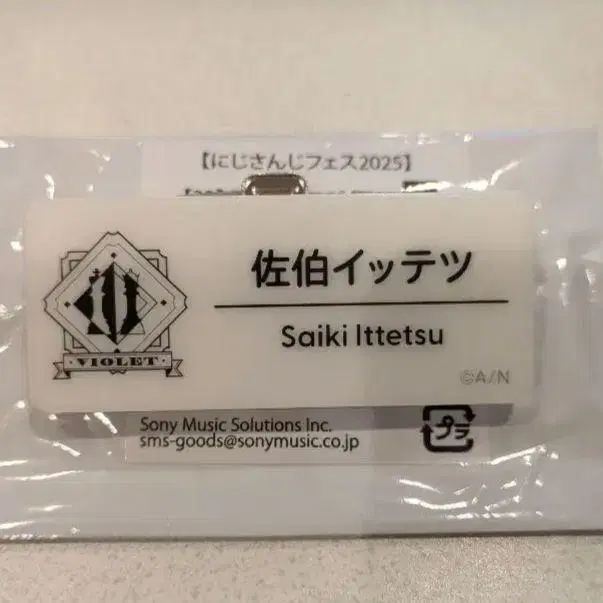 【にじさんじフェス2025】
佐伯イッテツ
Saiki Ittetsu
VIOLET
©A/N
Sony Music Solutions Inc.
sms-goods@sonymusic.co.jp
プラ